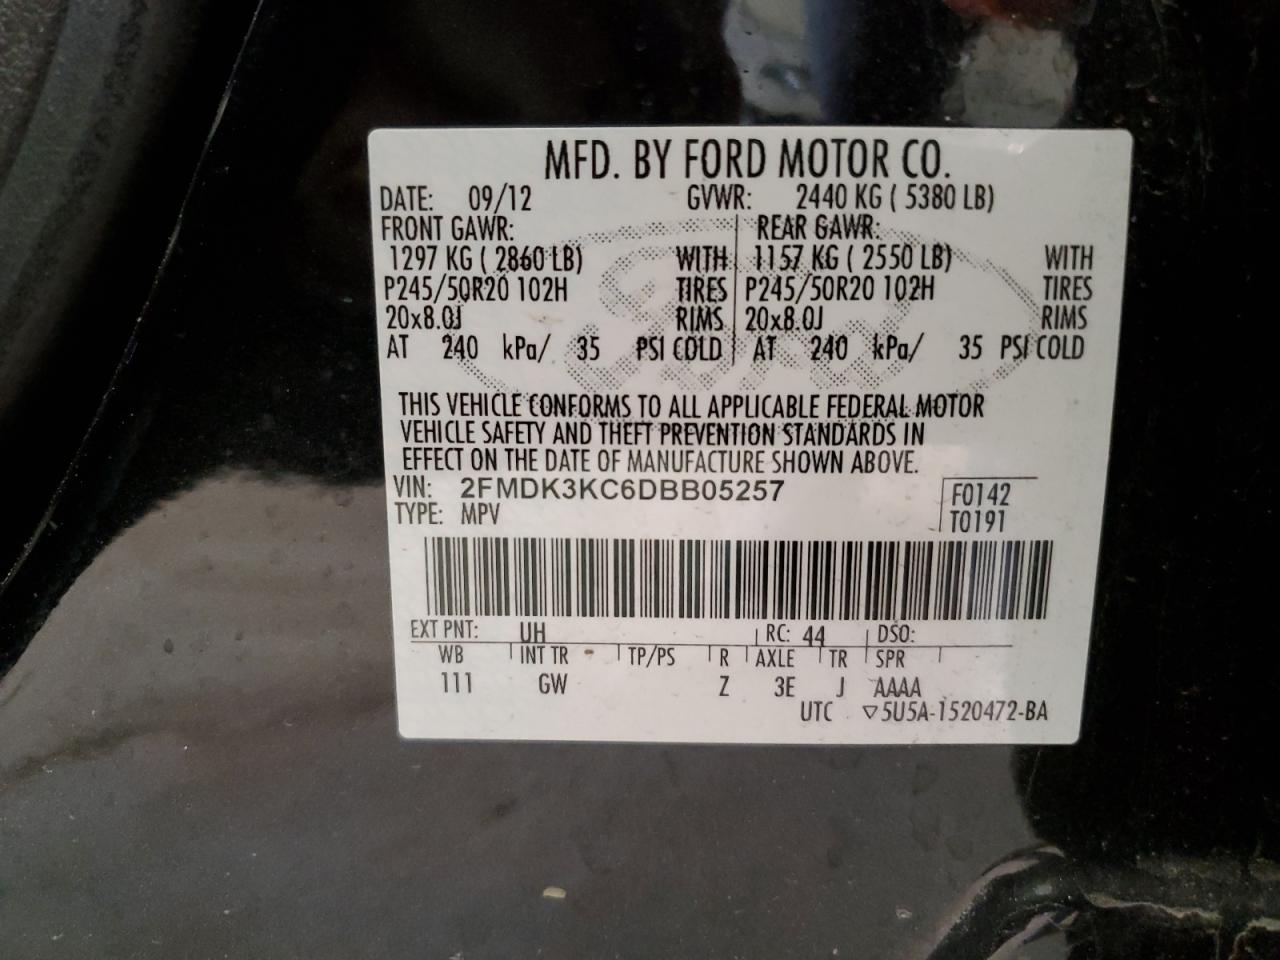 MFD. BY FORD MOTOR CO.
DATE: 09/12 GVWR: 2440 KG ( 5380 LB)
FRONT GAWR: REAR GAWR:
1297 KG ( 2860 LB) WITH 1157 KG ( 2550 LB) WITH
P245/50R20 102H TIRES P245/50R20 102H TIRES
20x8.0J RIMS 20x8.0J RIMS
AT 240 kPa/ 35 PSI COLD AT 240 kPa/ 35 PSI COLD
THIS VEHICLE CONFORMS TO ALL APPLICABLE FEDERAL MOTOR
VEHICLE SAFETY AND THEFT PREVENTION STANDARDS IN
EFFECT ON THE DATE OF MANUFACTURE SHOWN ABOVE.
VIN: 2FMDK3KC6DBB05257 F0142
TYPE: MPV T0191
EXT PNT: UH RC: 44 DSO:
WB INT TR TP/PS R AXLE TR SPR
111 GW Z 3E J AAAA
UTC ▽5U5A-1520472-BA